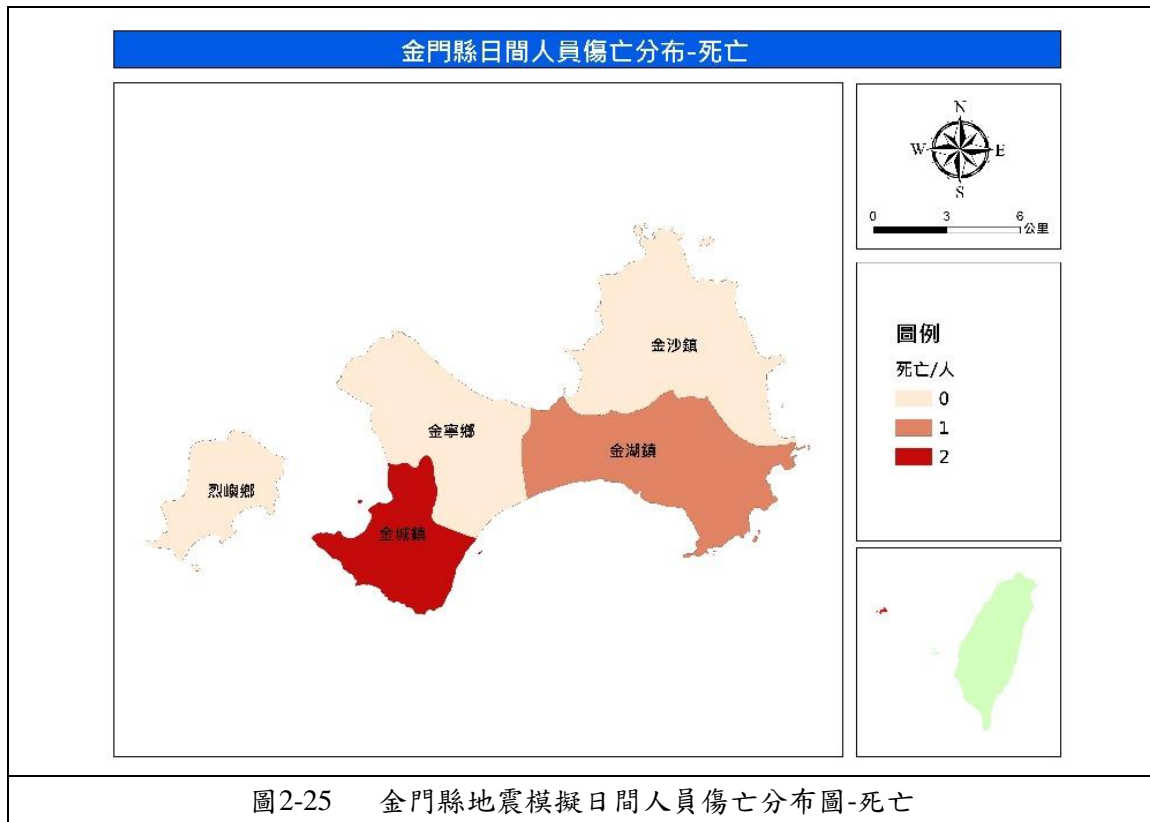 金門縣日間人員傷亡分布-死亡
N
W E
S
0 3 6
公里
金沙鎮
金寧鄉
金湖鎮
烈嶼鄉
金城鎮
圖例
死亡/人
0
1
2
圖2-25 金門縣地震模擬日間人員傷亡分布圖-死亡